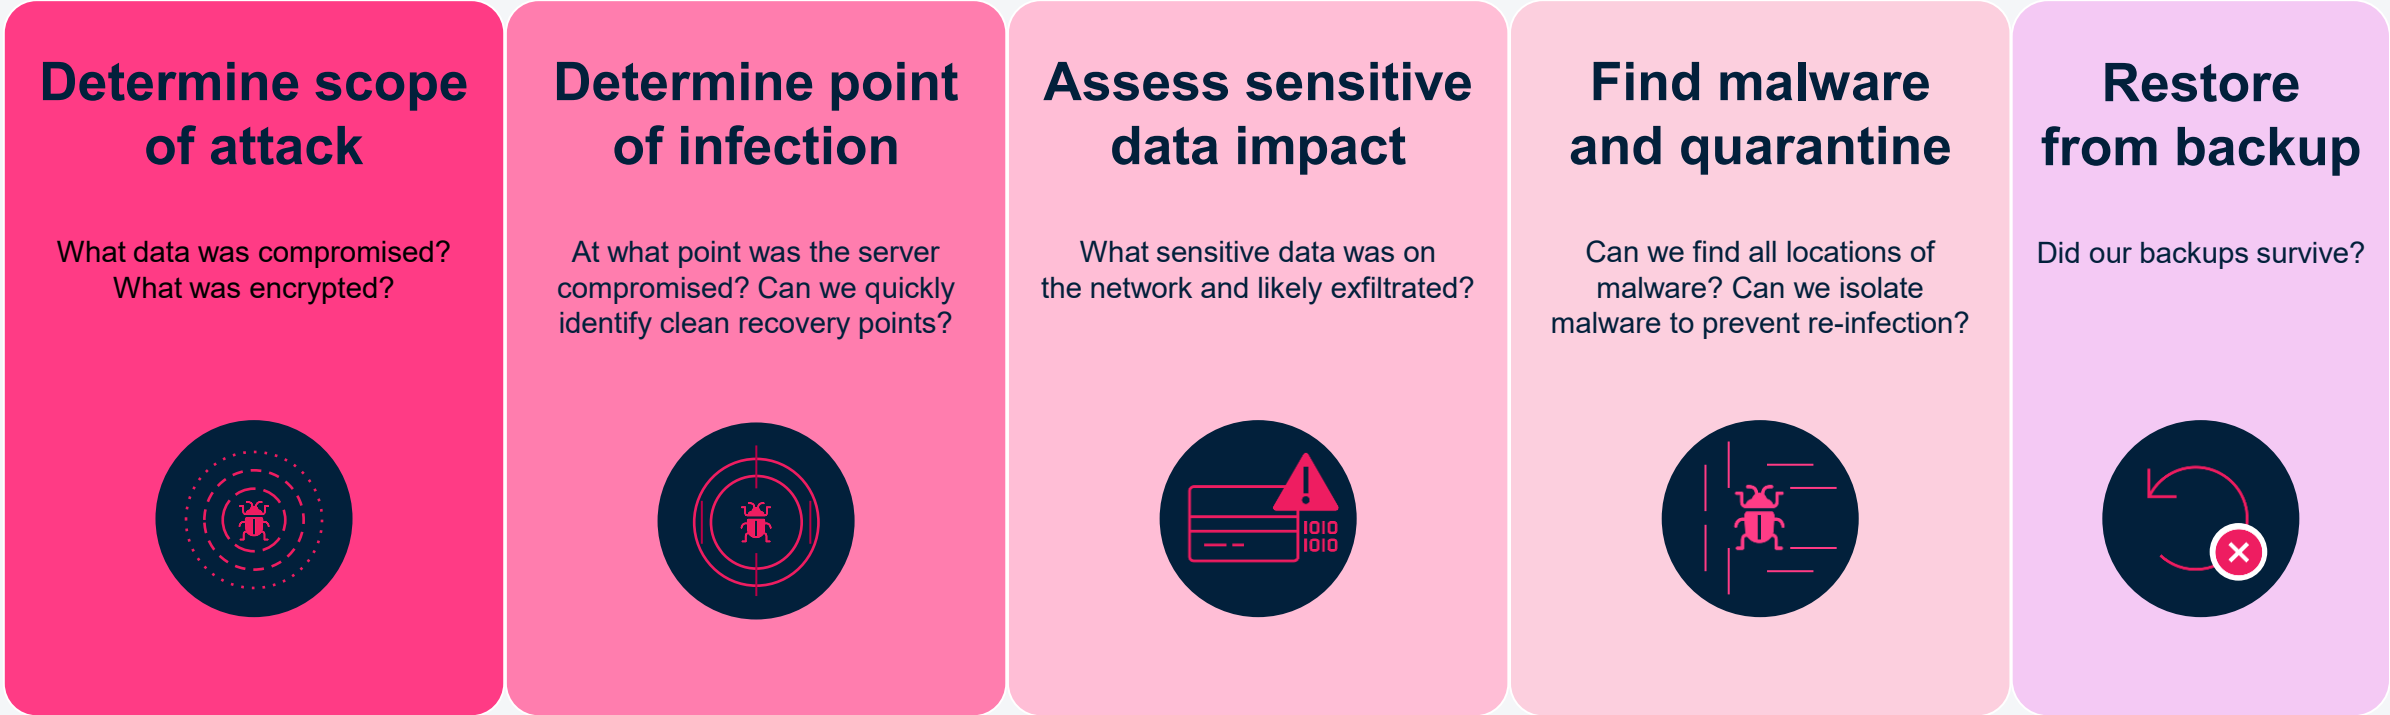 Determine scope
of attack
What data was compromised?
What was encrypted?
Determine point
of infection
At what point was the server
compromised? Can we quickly
identify clean recovery points?
Assess sensitive
data impact
What sensitive data was on
the network and likely exfiltrated?
!
1010
1010
Find malware
and quarantine
Can we find all locations of
malware? Can we isolate
malware to prevent re-infection?
Restore
from backup
Did our backups survive?